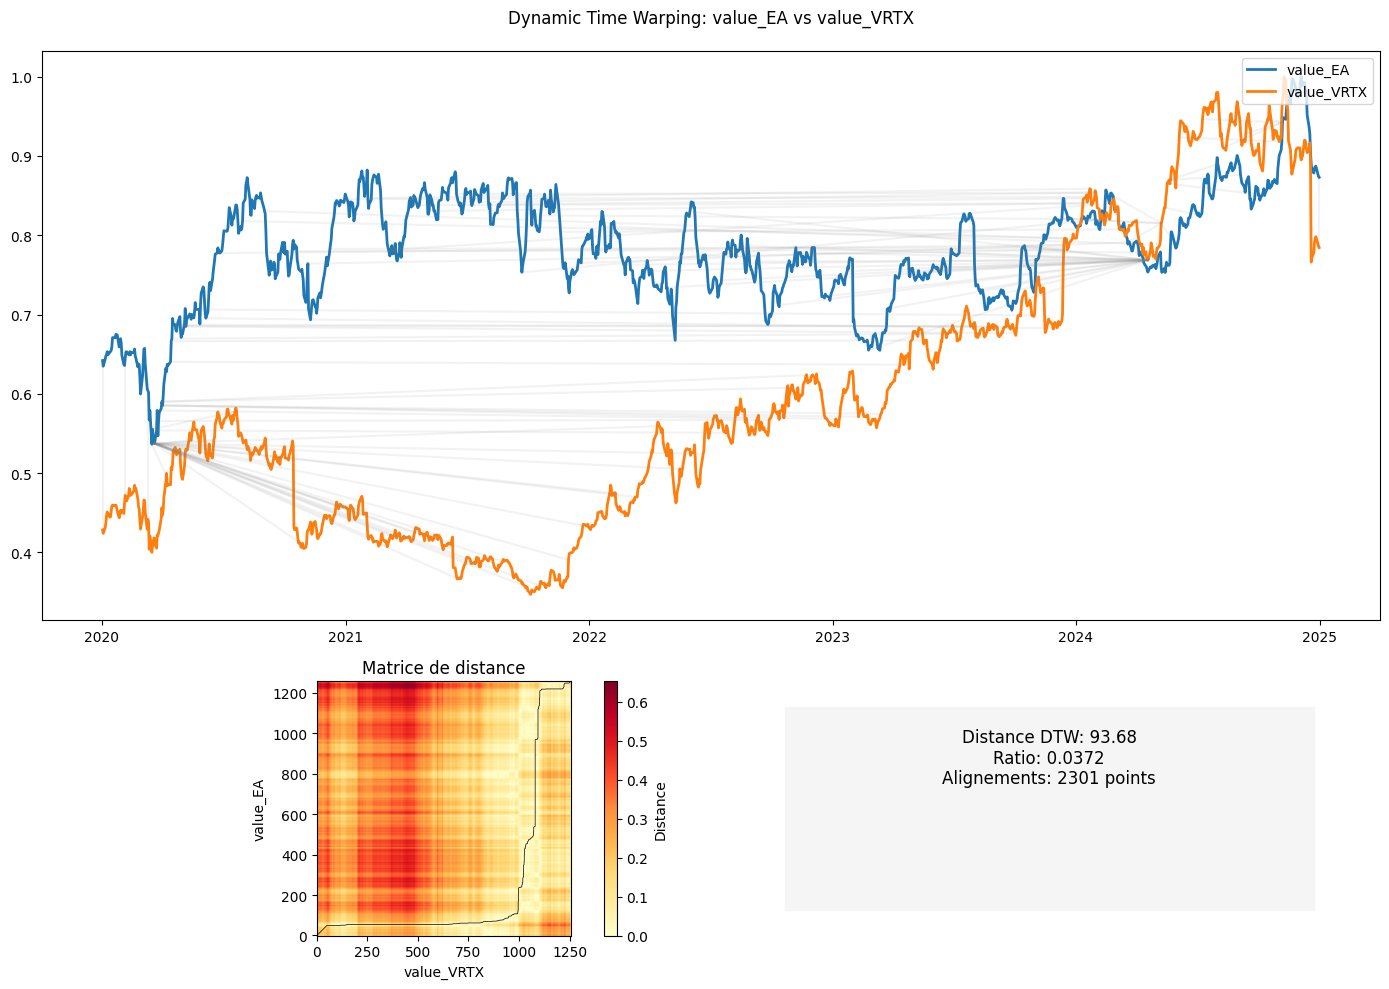 Dynamic Time Warping: value_EA vs value_VRTX
value_EA
value_VRTX
1.0
0.9
0.8
0.7
0.6
0.5
0.4
2020 2021 2022 2023 2024 2025
Matrice de distance
1200
1000
800
600
400
200
0
value_EA
0 250 500 750 1000 1250
value_VRTX
0.6
0.5
0.4
0.3
0.2
0.1
0.0
Distance
Distance DTW: 93.68
Ratio: 0.0372
Alignements: 2301 points